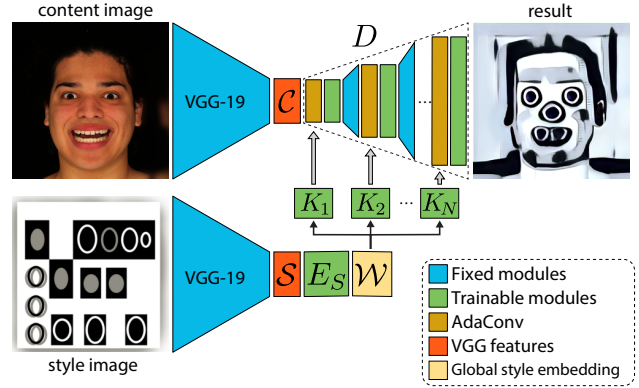 content image
result
D
VGG-19
C
...
K1
K2
...
KN
VGG-19
S
ES
W
style image
Fixed modules
Trainable modules
AdaConv
VGG features
Global style embedding